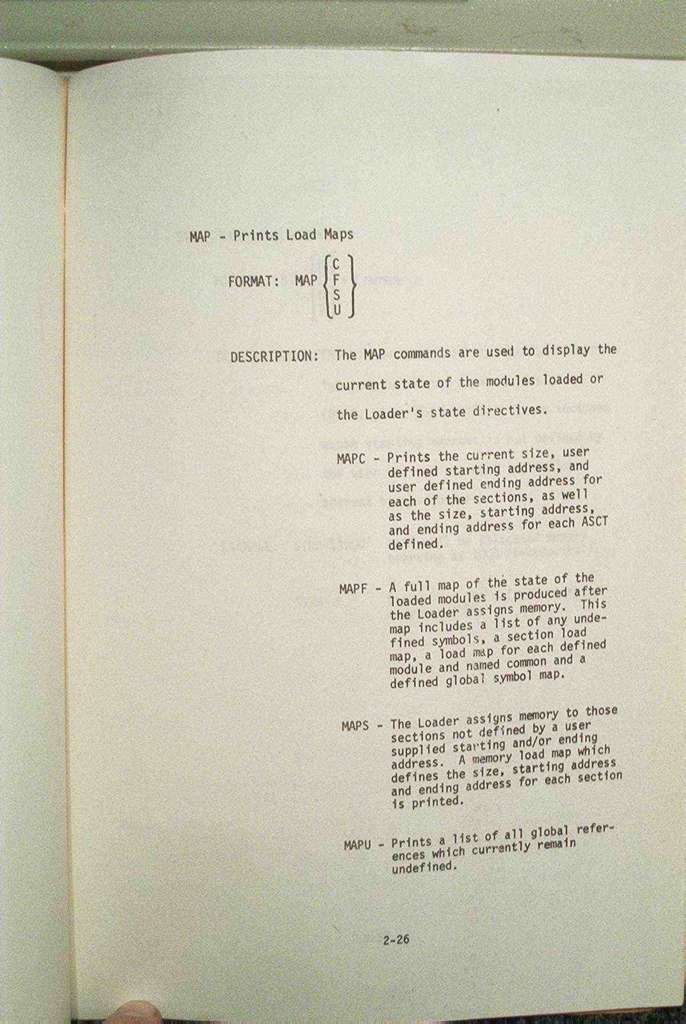 MAP - Prints Load Maps
FORMAT: MAP { C
F
S
U }
DESCRIPTION: The MAP commands are used to display the
current state of the modules loaded or
the Loader's state directives.
MAPC - Prints the current size, user
defined starting address, and
user defined ending address for
each of the sections, as well
as the size, starting address,
and ending address for each ASCT
defined.
MAPF - A full map of the state of the
loaded modules is produced after
the Loader assigns memory. This
map includes a list of any unde-
fined symbols, a section load
map, a load map for each defined
module and named common and a
defined global symbol map.
MAPS - The Loader assigns memory to those
sections not defined by a user
supplied starting and/or ending
address. A memory load map which
defines the size, starting address
and ending address for each section
is printed.
MAPU - Prints a list of all global refer-
ences which currently remain
undefined.
2-26